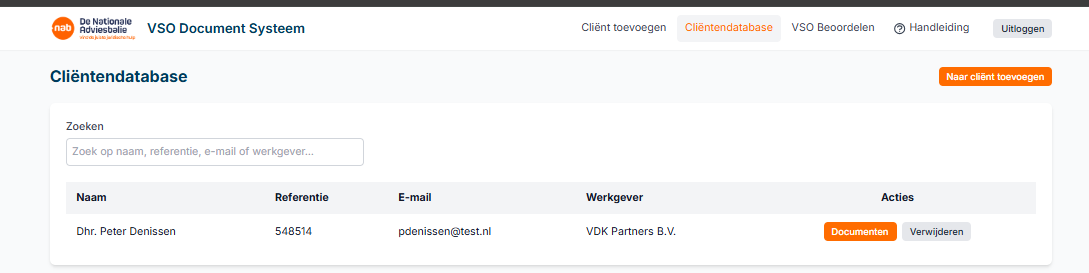 nab De Nationale Adviesbalie
VSO Document Systeem
Cliënt toevoegen
Cliëntendatabase
VSO Beoordelen
Handleiding
Uitloggen
Cliëntendatabase
Naar cliënt toevoegen
Zoeken
Zoek op naam, referentie, e-mail of werkgever...
Naam Referentie E-mail Werkgever Acties
Dhr. Peter Denissen 548514 pdenissen@test.nl VDK Partners B.V. Documenten Verwijderen